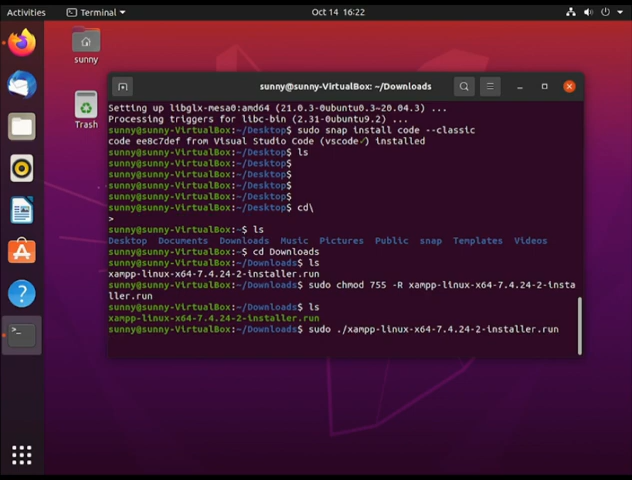 Activities
Terminal
Oct 14 16:22
sunny
Trash
sunny@sunny-VirtualBox: ~/Downloads
Setting up libglx-mesa0:amd64 (21.0.3-0ubuntu0.3~20.04.3) ...
Processing triggers for libc-bin (2.31-0ubuntu9.2) ...
sunny@sunny-VirtualBox:~/Desktop$ sudo snap install code --classic
code ee8c7def from Visual Studio Code (vscode✓) installed
sunny@sunny-VirtualBox:~/Desktop$ ls
sunny@sunny-VirtualBox:~/Desktop$
sunny@sunny-VirtualBox:~/Desktop$
sunny@sunny-VirtualBox:~/Desktop$
sunny@sunny-VirtualBox:~/Desktop$
sunny@sunny-VirtualBox:~/Desktop$ cd\
>
sunny@sunny-VirtualBox:~$ ls
Desktop Documents Downloads Music Pictures Public snap Templates Videos
sunny@sunny-VirtualBox:~$ cd Downloads
sunny@sunny-VirtualBox:~/Downloads$ ls
xampp-linux-x64-7.4.24-2-installer.run
sunny@sunny-VirtualBox:~/Downloads$ sudo chmod 755 -R xampp-linux-x64-7.4.24-2-insta
ller.run
sunny@sunny-VirtualBox:~/Downloads$ ls
xampp-linux-x64-7.4.24-2-installer.run
sunny@sunny-VirtualBox:~/Downloads$ sudo ./xampp-linux-x64-7.4.24-2-installer.run